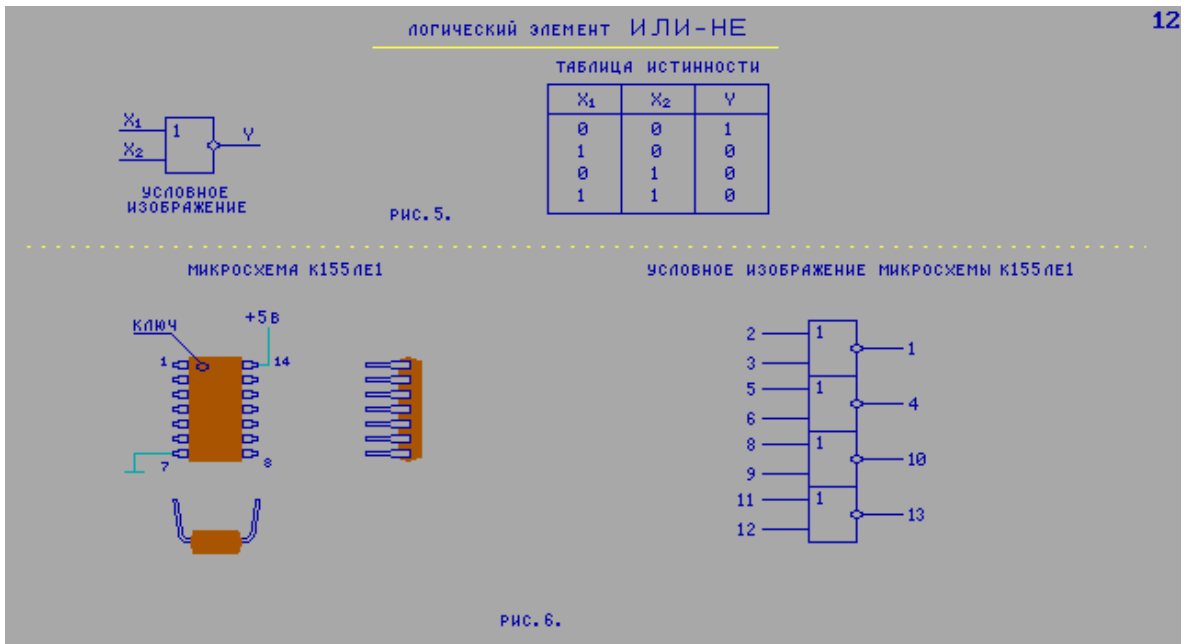 12
ЛОГИЧЕСКИЙ ЭЛЕМЕНТ ИЛИ-НЕ
ТАБЛИЦА ИСТИННОСТИ
X₁ X₂ Y
0 0 1
1 0 0
0 1 0
1 1 0
X₁
X₂
1
Y
УСЛОВНОЕ
ИЗОБРАЖЕНИЕ
РИС.5.
МИКРОСХЕМА К155ЛЕ1
КЛЮЧ
+5В
1
14
7
8
УСЛОВНОЕ ИЗОБРАЖЕНИЕ МИКРОСХЕМЫ К155ЛЕ1
2 1
3
1
5 1
6
4
8 1
9
10
11 1
12
13
РИС.6.